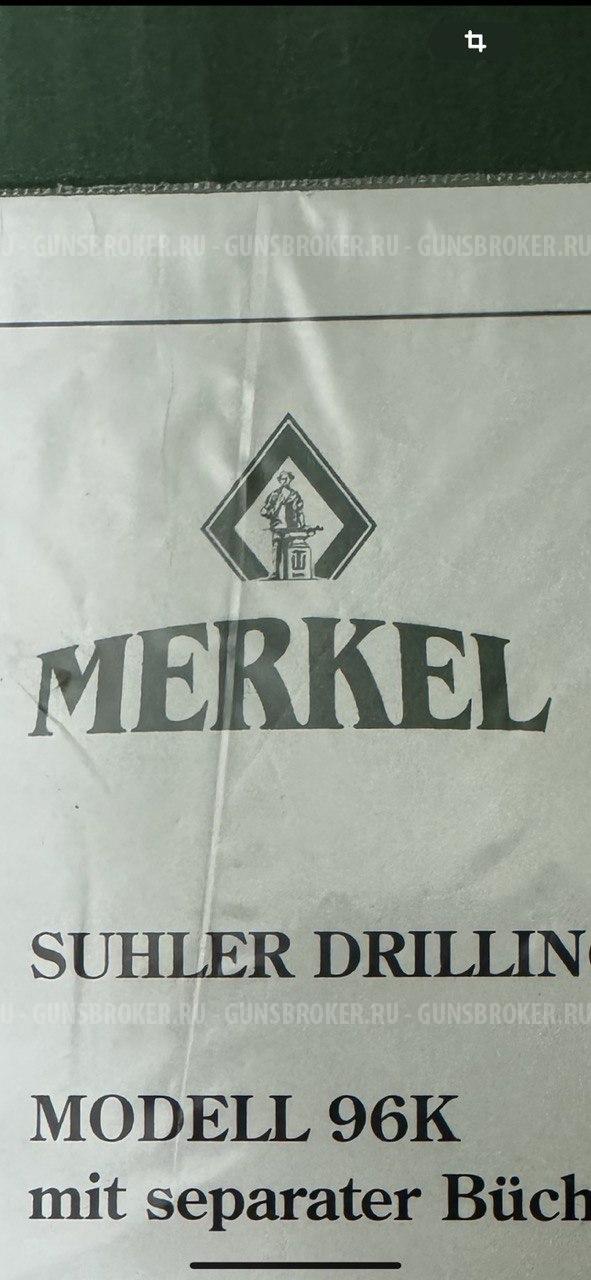 U - GUNSBROKER.RU - GUNSBROKER.RU - GUNSBROKER.RU
MERKEL
SUHLER DRILLING
U - GUNSBROKER.RU - GUNSBROKER.RU - GUNSBROKER.RU
MODELL 96K
mit separater Büch